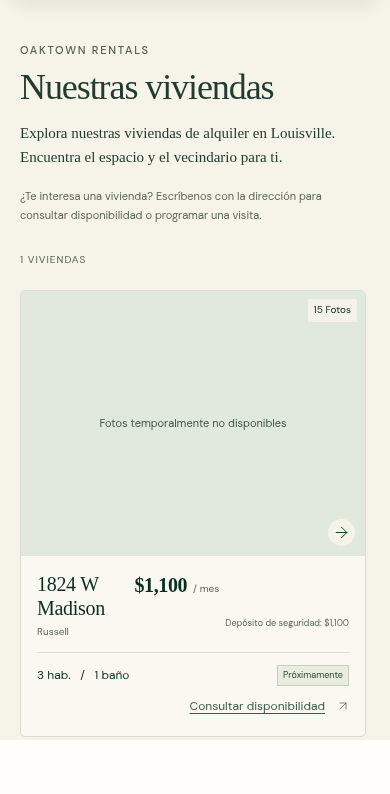 OAKTOWN RENTALS
Nuestras viviendas
Explora nuestras viviendas de alquiler en Louisville.
Encuentra el espacio y el vecindario para ti.
¿Te interesa una vivienda? Escríbenos con la dirección para
consultar disponibilidad o programar una visita.
1 VIVIENDAS
15 Fotos
Fotos temporalmente no disponibles
1824 W
Madison
$1,100 / mes
Russell
Depósito de seguridad: $1,100
3 hab. / 1 baño
Próximamente
Consultar disponibilidad